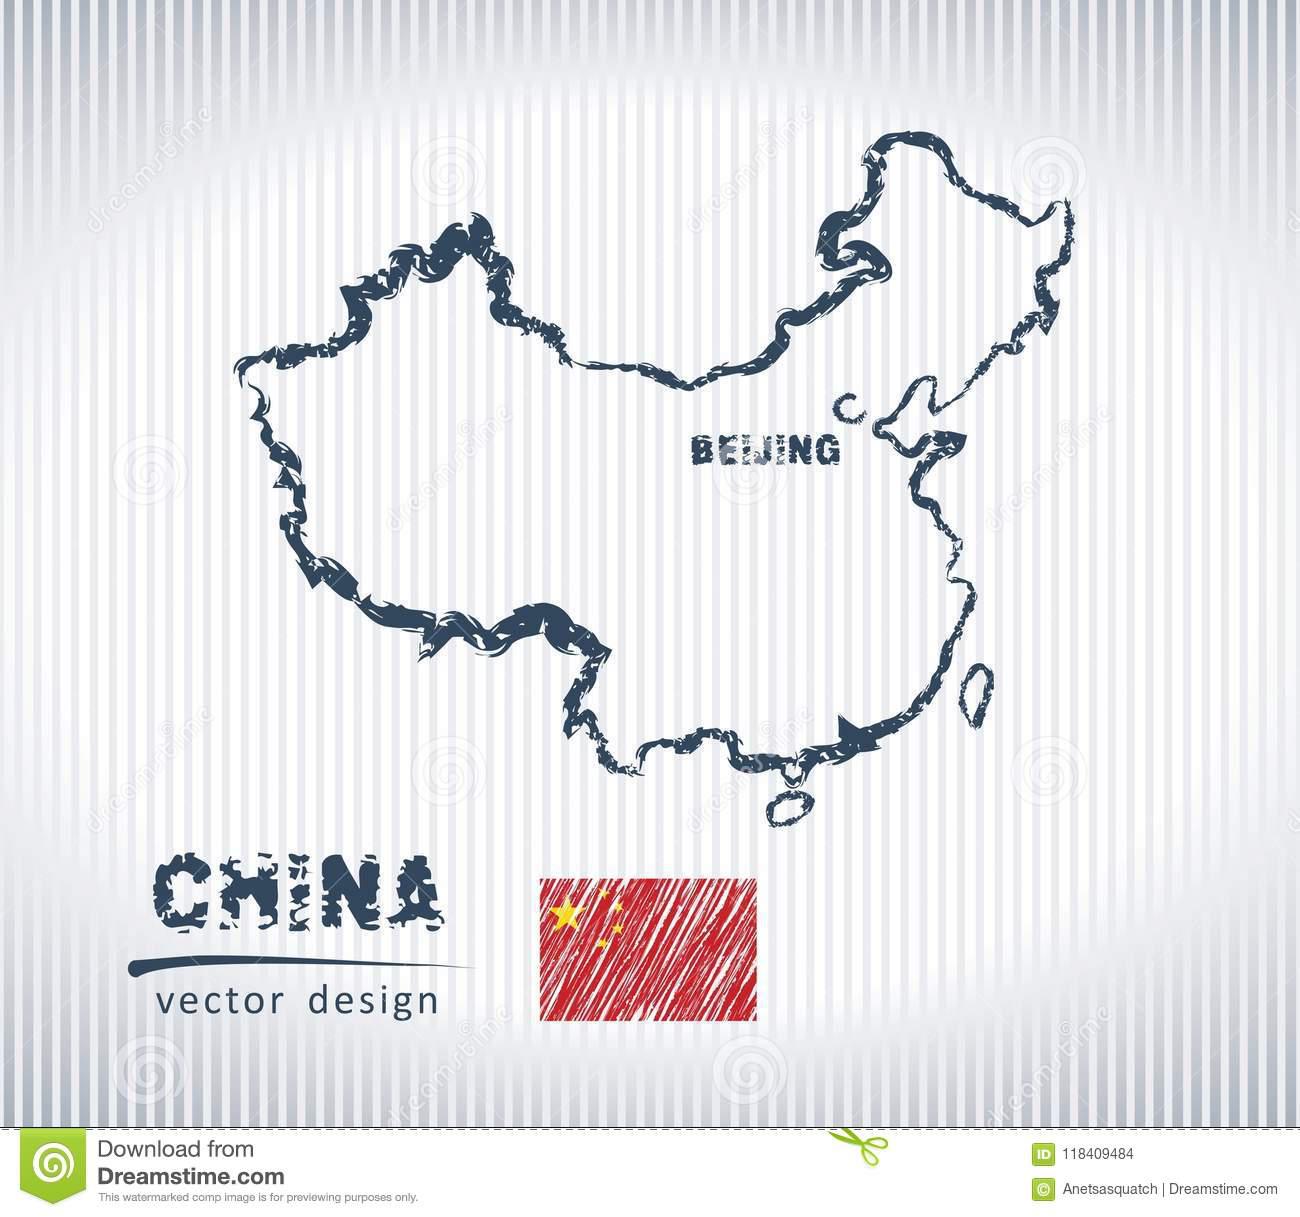 BEIJING
CHINA
vector design
Download from
Dreamstime.com
This watermarked comp image is for previewing purposes only.
ID 118409484
© Anetsasquatch | Dreamstime.com